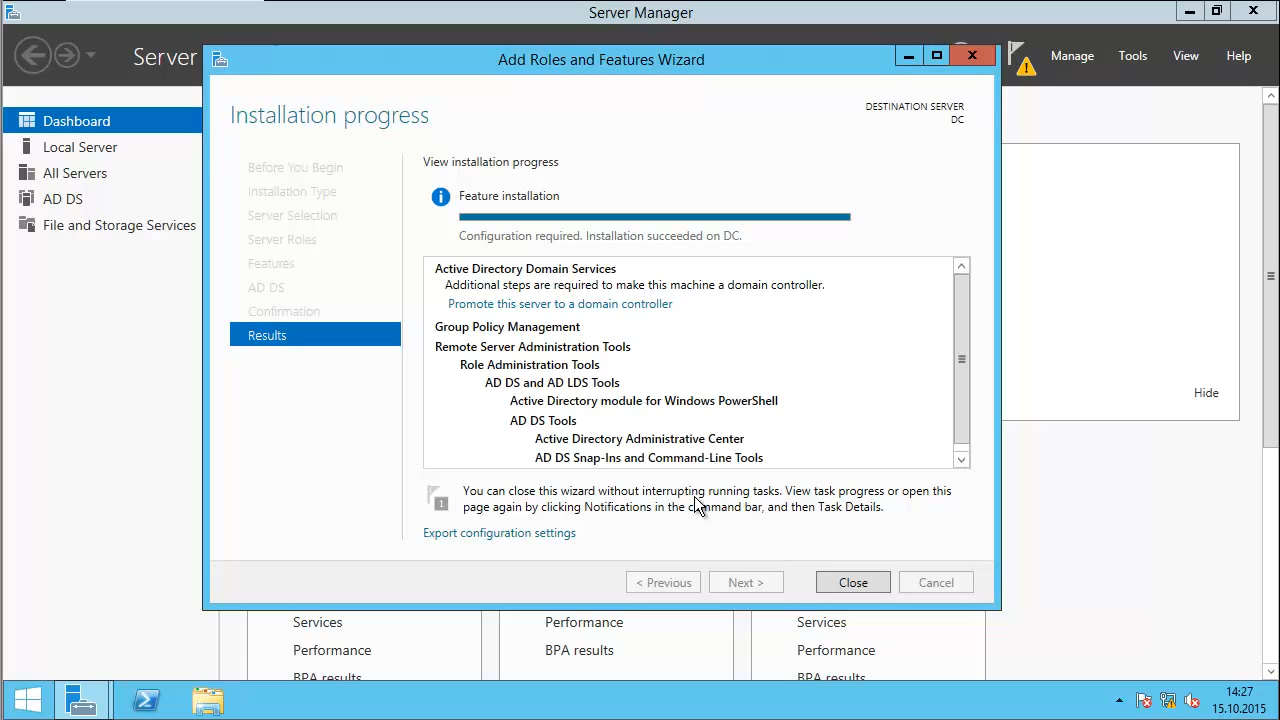 Server Manager
Server
Manage
Tools
View
Help
Dashboard
Local Server
All Servers
AD DS
File and Storage Services
Add Roles and Features Wizard
Installation progress
DESTINATION SERVER
DC
Before You Begin
Installation Type
Server Selection
Server Roles
Features
AD DS
Confirmation
Results
View installation progress
Feature installation
Configuration required. Installation succeeded on DC.
Active Directory Domain Services
Additional steps are required to make this machine a domain controller.
Promote this server to a domain controller
Group Policy Management
Remote Server Administration Tools
Role Administration Tools
AD DS and AD LDS Tools
Active Directory module for Windows PowerShell
AD DS Tools
Active Directory Administrative Center
AD DS Snap-Ins and Command-Line Tools
1
You can close this wizard without interrupting running tasks. View task progress or open this
page again by clicking Notifications in the command bar, and then Task Details.
Export configuration settings
< Previous
Next >
Close
Cancel
Hide
Services
Performance
BPA results
Performance
BPA results
Services
Performance
BPA results
14:27
15.10.2015